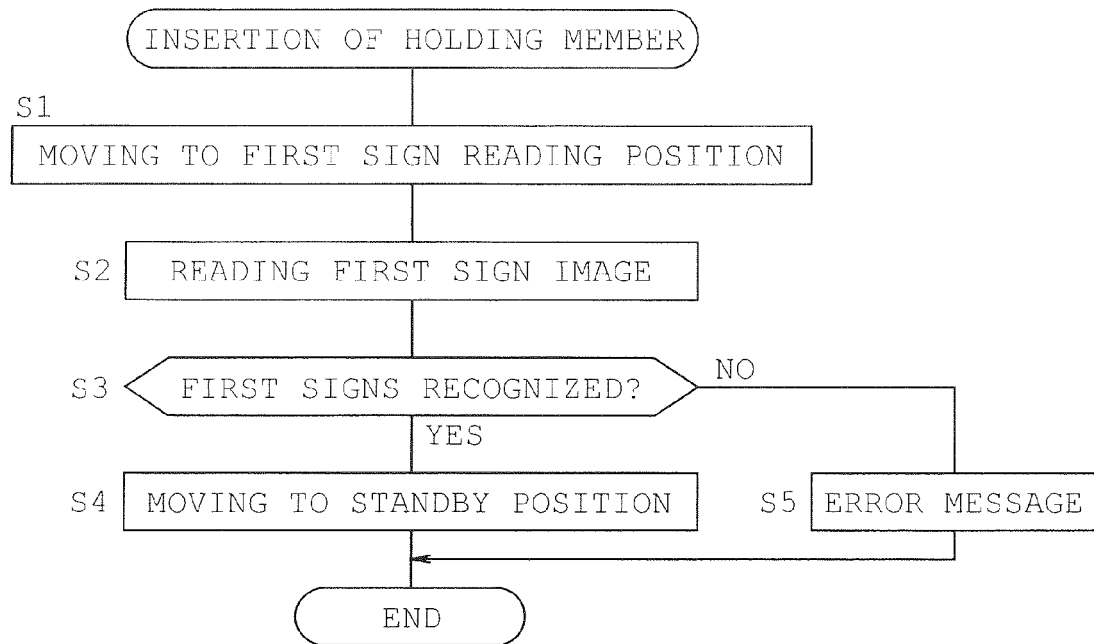 INSERTION OF HOLDING MEMBER
S1
MOVING TO FIRST SIGN READING POSITION
S2 READING FIRST SIGN IMAGE
S3 FIRST SIGNS RECOGNIZED? NO
YES
S4 MOVING TO STANDBY POSITION S5 ERROR MESSAGE
END